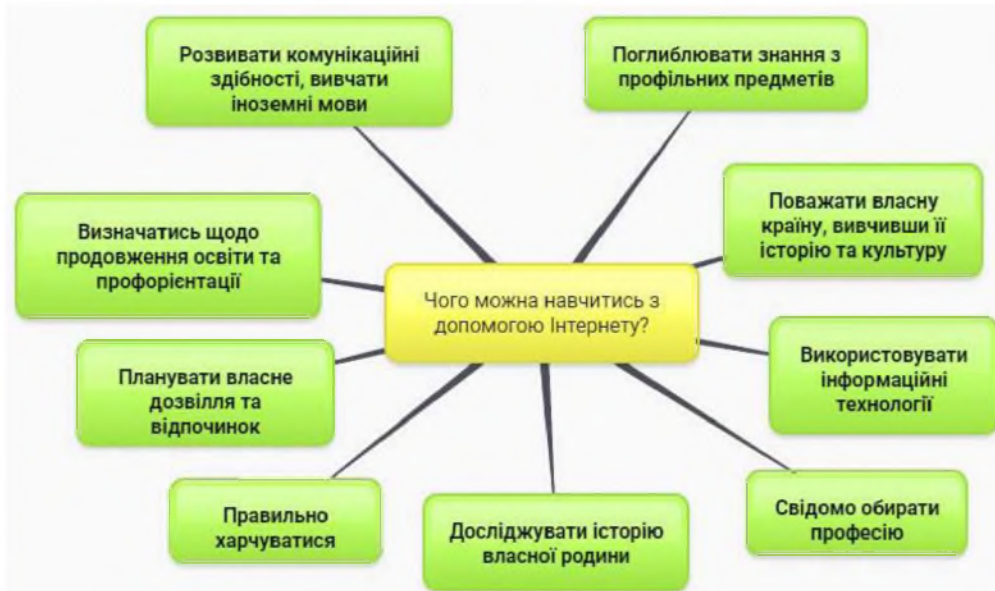 Розвивати комунікаційні
здібності, вивчати
іноземні мови
Поглиблювати знання з
профільних предметів
Визначатись щодо
продовження освіти та
профорієнтації
Поважати власну
країну, вивчивши її
історію та культуру
Чого можна навчитись з
допомогою Інтернету?
Планувати власне
дозвілля та
відпочинок
Використовувати
інформаційні
технології
Правильно
харчуватися
Досліджувати історію
власної родини
Свідомо обирати
професію